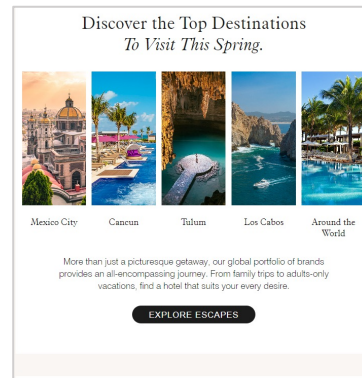 Discover the Top Destinations
To Visit This Spring.
Mexico City
Cancun
Tulum
Los Cabos
Around the
World
More than just a picturesque getaway, our global portfolio of brands
provides an all-encompassing journey. From family trips to adults-only
vacations, find a hotel that suits your every desire.
EXPLORE ESCAPES